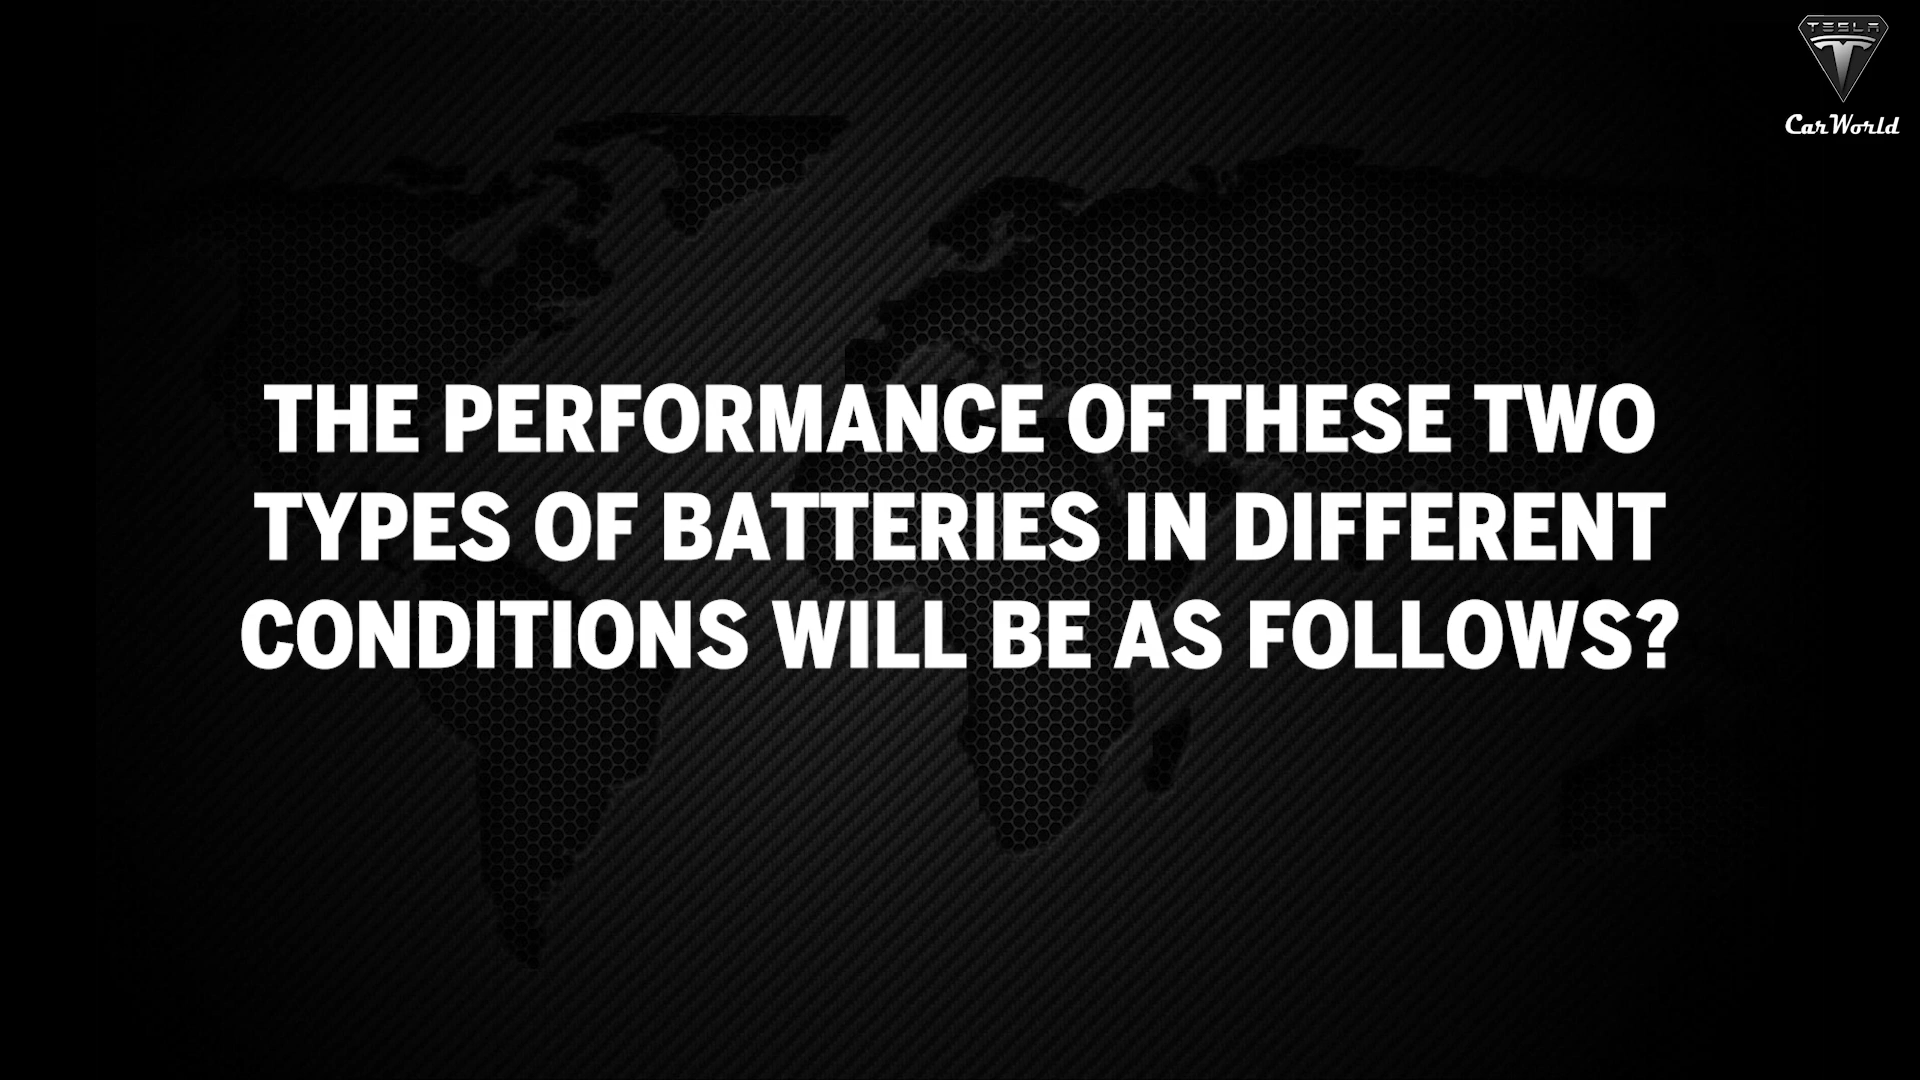 TESLA
CarWorld
THE PERFORMANCE OF THESE TWO
TYPES OF BATTERIES IN DIFFERENT
CONDITIONS WILL BE AS FOLLOWS?